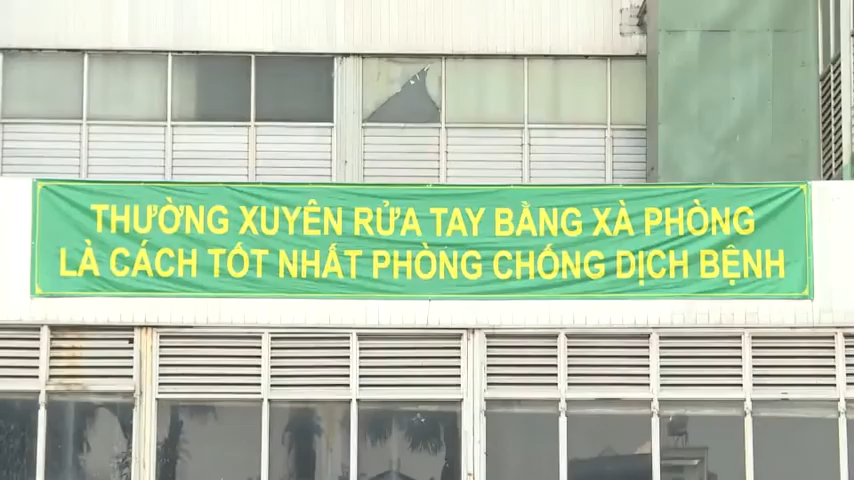 THƯỜNG XUYÊN RỬA TAY BẰNG XÀ PHÒNG
LÀ CÁCH TỐT NHẤT PHÒNG CHỐNG DỊCH BỆNH